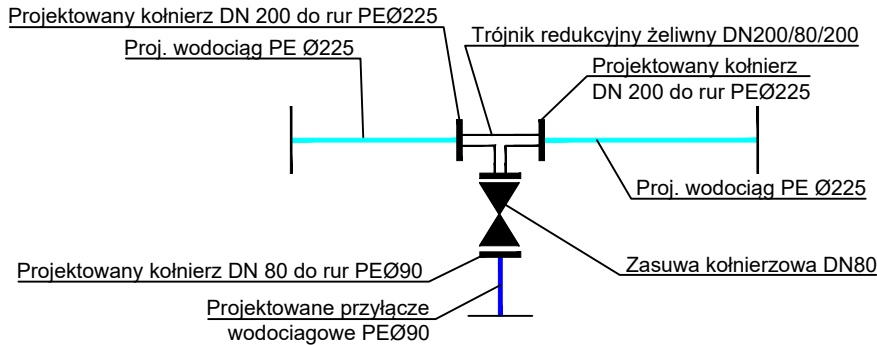 Projektowany kołnierz DN 200 do rur PEØ225
Proj. wodociąg PE Ø225
Trójnik redukcyjny żeliwny DN200/80/200
Projektowany kołnierz
DN 200 do rur PEØ225
Proj. wodociąg PE Ø225
Projektowany kołnierz DN 80 do rur PEØ90
Zasuwa kołnierzowa DN80
Projektowane przyłącze
wodociagowe PEØ90